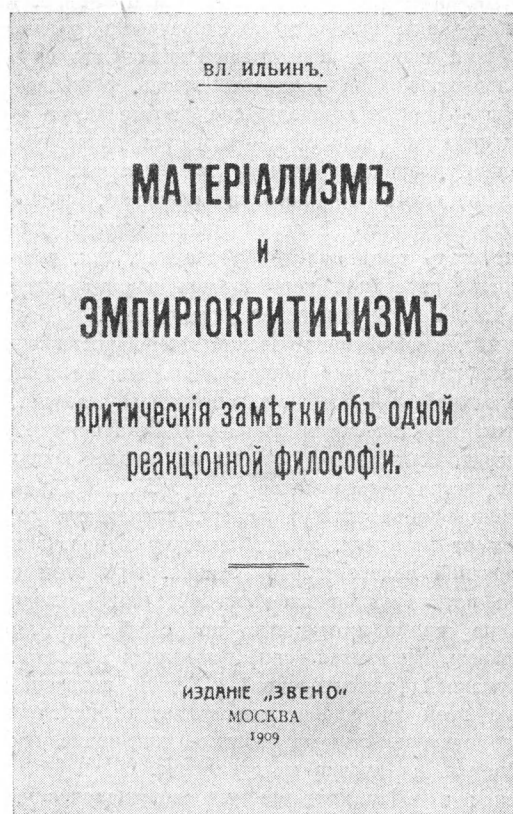 ВЛ. ИЛЬИНЪ.
МАТЕРІАЛИЗМЪ
и
ЭМПИРІОКРИТИЦИЗМЪ
критическія замѣтки объ одной
реакціонной философіи.
ИЗДАНІЕ „ЗВЕНО“
МОСКВА
1909